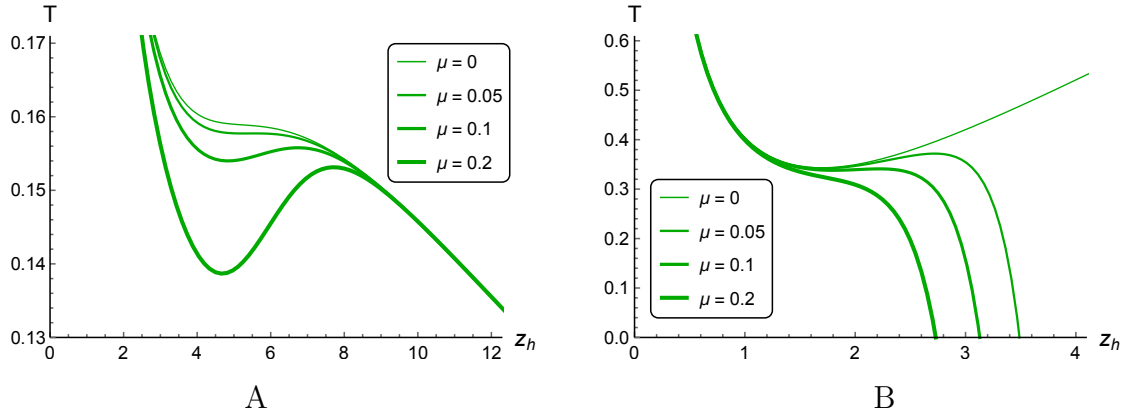 T
0.17
0.16
0.15
0.14
0.13
0 2 4 6 8 10 12
z_h
μ = 0
μ = 0.05
μ = 0.1
μ = 0.2
A
T
0.6
0.5
0.4
0.3
0.2
0.1
0.0
0 1 2 3 4
z_h
μ = 0
μ = 0.05
μ = 0.1
μ = 0.2
B